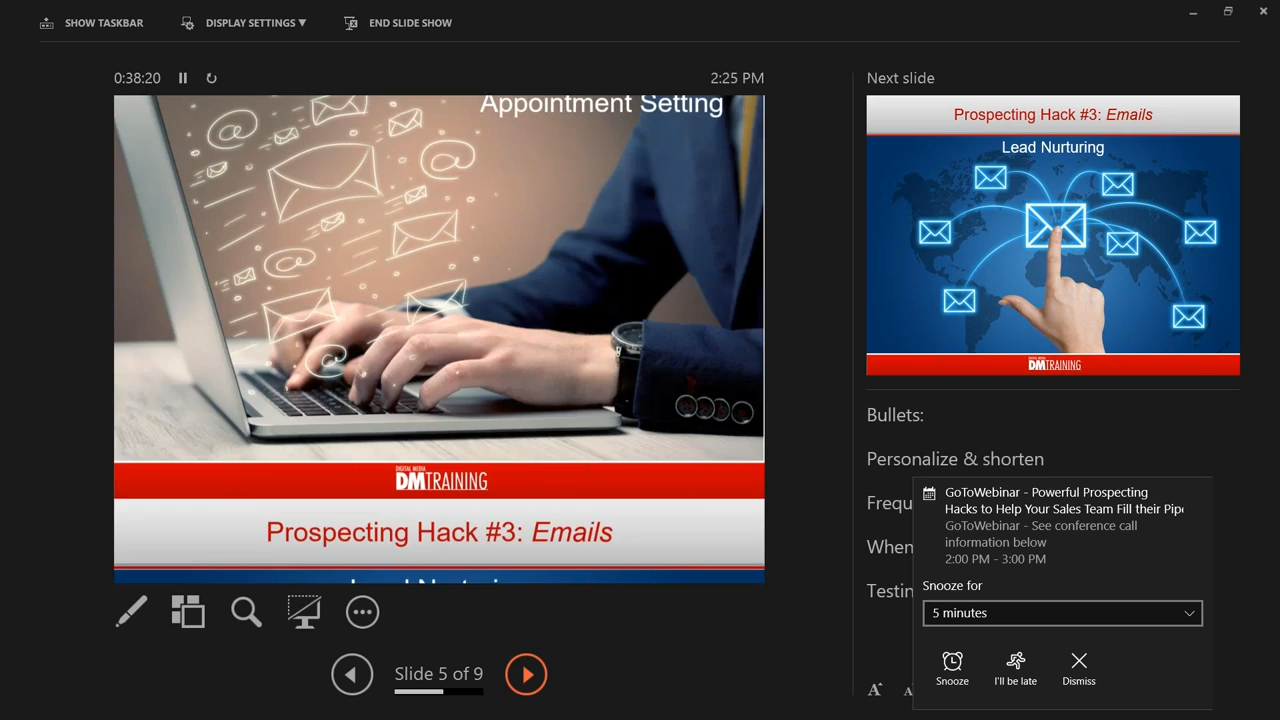 SHOW TASKBAR
DISPLAY SETTINGS ▼
END SLIDE SHOW
0:38:20
2:25 PM
Appointment Setting
DIGITAL MEDIA
DMTRAINING
Prospecting Hack #3: Emails
Slide 5 of 9
Next slide
Prospecting Hack #3: Emails
Lead Nurturing
DIGITAL MEDIA
DMTRAINING
Bullets:
Personalize & shorten
Frequ
When
Testin
GoToWebinar - Powerful Prospecting
Hacks to Help Your Sales Team Fill their Pip
GoToWebinar - See conference call
information below
2:00 PM - 3:00 PM
Snooze for
5 minutes
Snooze
I'll be late
Dismiss
A
A